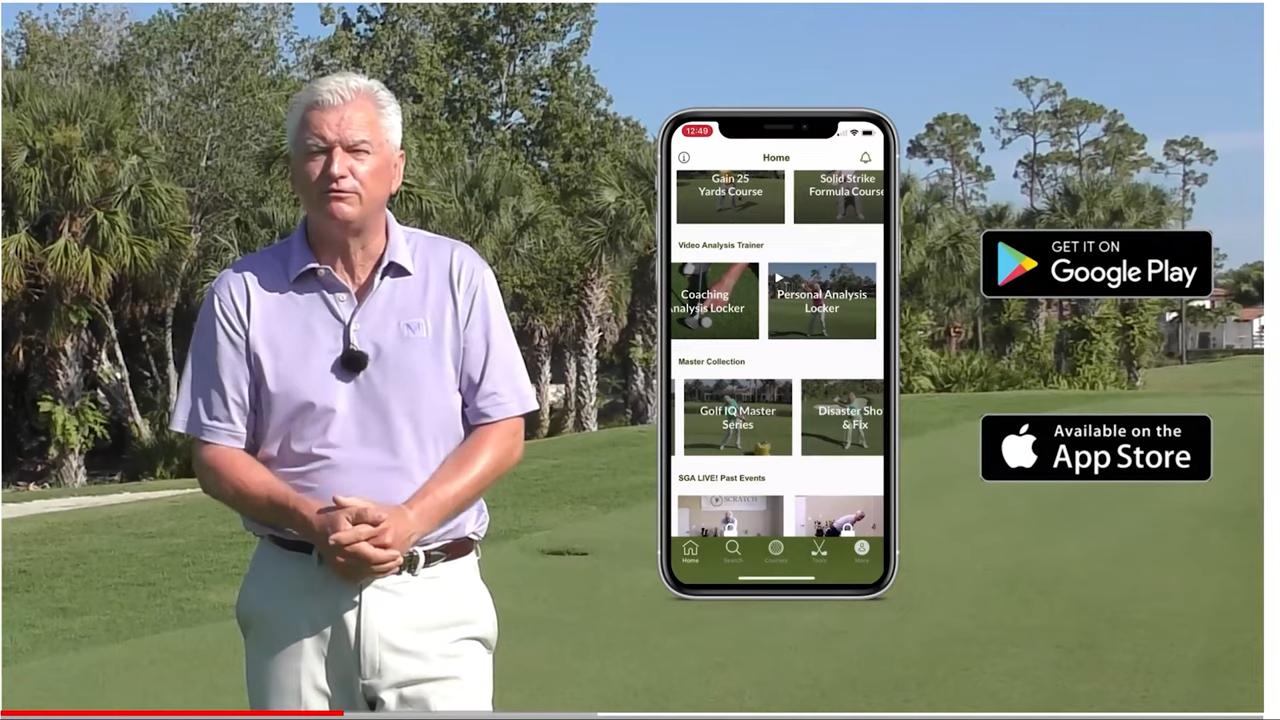 12:49
Home
Gain 25
Yards Course
Solid Strike
Formula Course
Video Analysis Trainer
Coaching
Analysis Locker
Personal Analysis
Locker
Master Collection
Golf IQ Master
Series
Disaster Sho
& Fix
SGA LIVE! Past Events
SCRATCH
Home
Search
Courses
Tools
More
GET IT ON
Google Play
Available on the
App Store